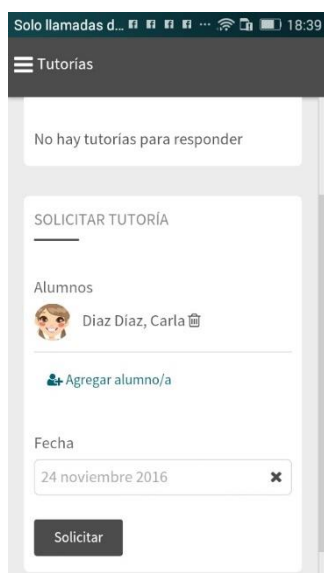 Solo llamadas d... 18:39
Tutorías
No hay tutorías para responder
SOLICITAR TUTORÍA
Alumnos
Diaz Diaz, Carla
Agregar alumno/a
Fecha
24 noviembre 2016
Solicitar